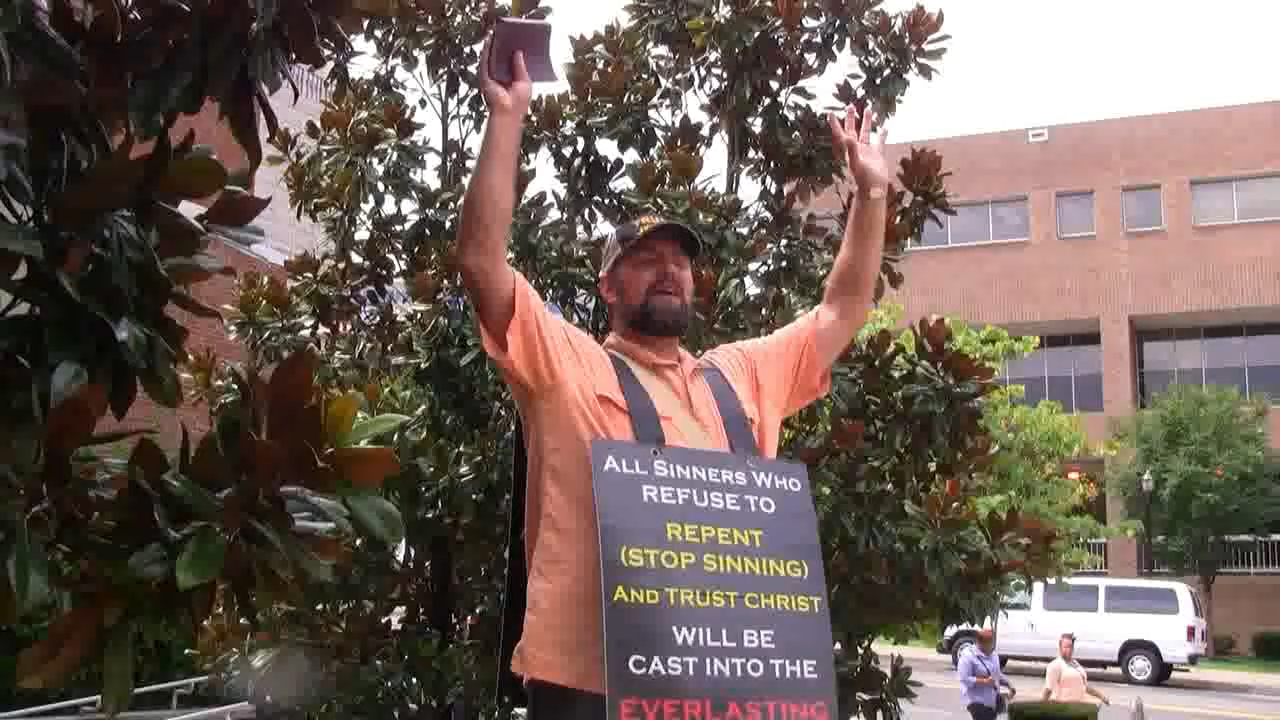 ALL SINNERS WHO
REFUSE TO
REPENT
(STOP SINNING)
AND TRUST CHRIST
WILL BE
CAST INTO THE
EVERLASTING